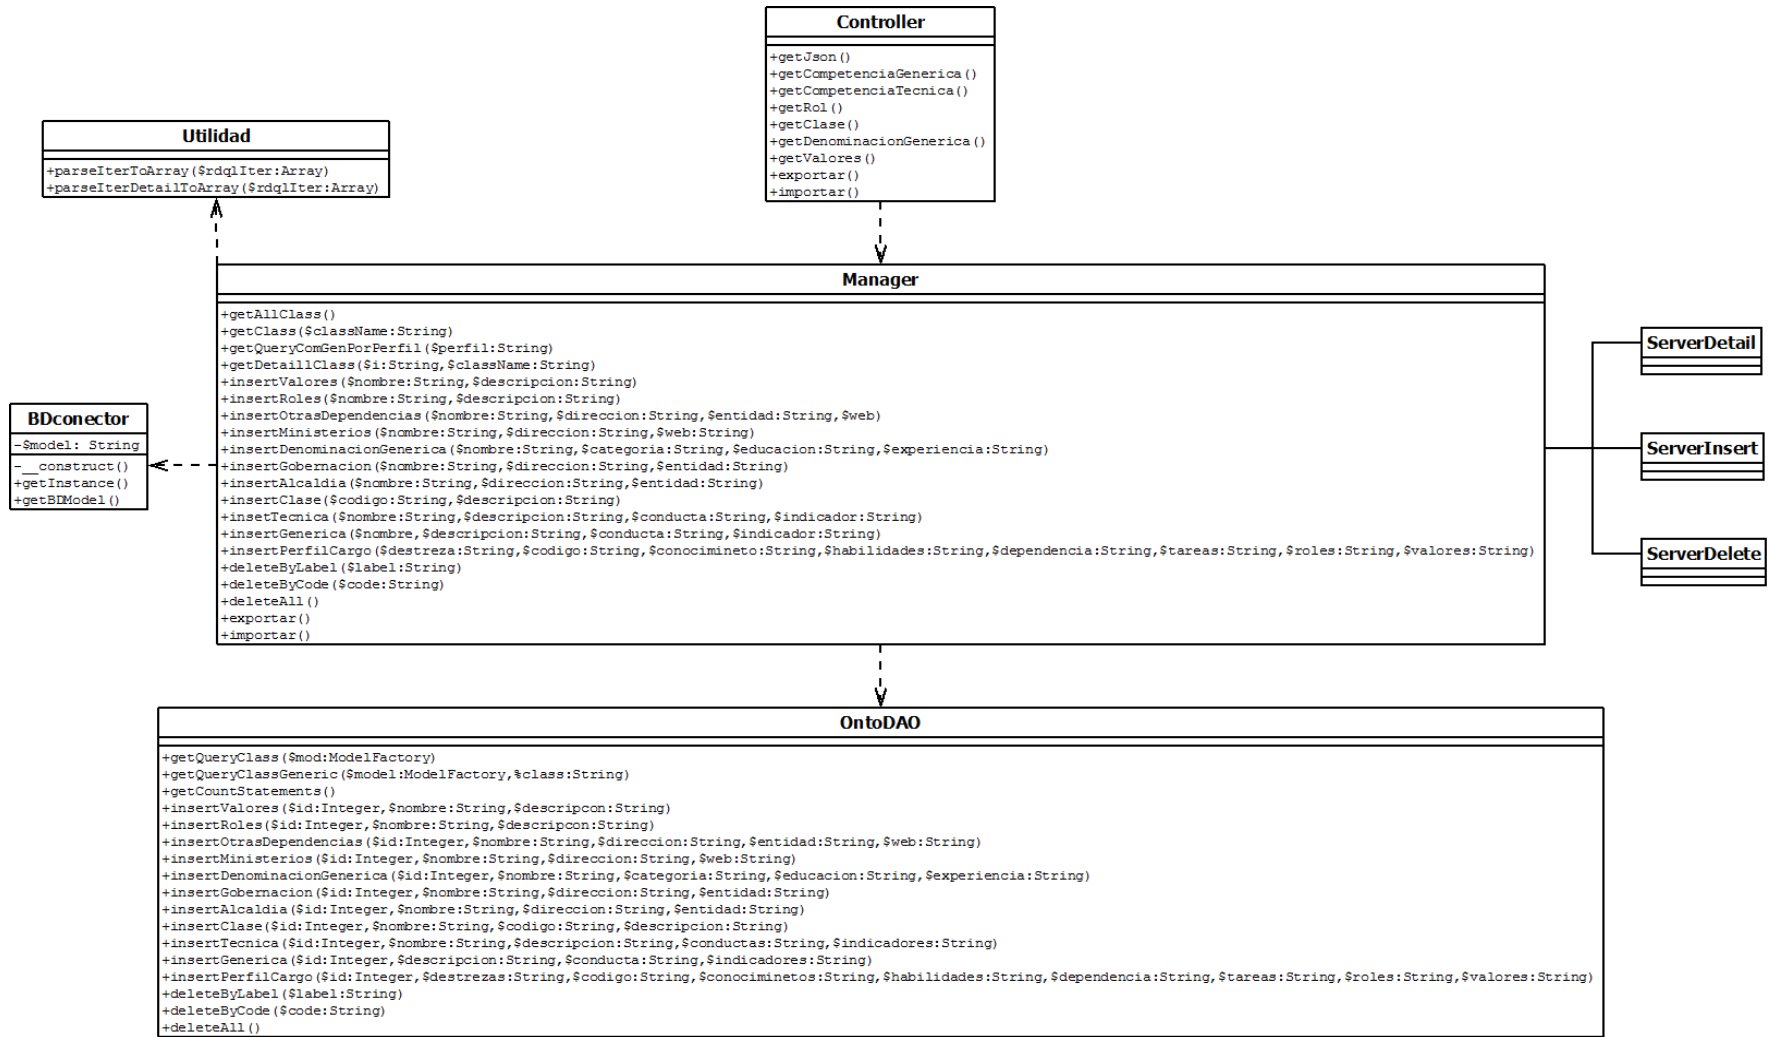 Controller
+getJson()
+getCompetenciaGenerica()
+getCompetenciaTecnica()
+getRol()
+getClase()
+getDenominacionGenerica()
+getValores()
+exportar()
+importar()
Utilidad
+parseIterToArray($rdqlIter:Array)
+parseIterDetailToArray($rdqlIter:Array)
Manager
+getAllClass()
+getClass($className:String)
+getQueryComGenPorPerfil($perfil:String)
+getDetaillClass($i:String,$className:String)
+insertValores($nombre:String,$descripcion:String)
+insertRoles($nombre:String,$descripcion:String)
+insertOtrasDependencias($nombre:String,$direccion:String,$entidad:String,$web)
+insertMinisterios($nombre:String,$direccion:String,$web:String)
+insertDenominacionGenerica($nombre:String,$categoria:String,$educacion:String,$experiencia:String)
+insertGobernacion($nombre:String,$direccion:String,$entidad:String)
+insertAlcaldia($nombre:String,$direccion:String,$entidad:String)
+insertClase($codigo:String,$descripcion:String)
+insetTecnica($nombre:String,$descripcion:String,$conducta:String,$indicador:String)
+insertGenerica($nombre,$descripcion:String,$conducta:String,$indicador:String)
+insertPerfilCargo($destreza:String,$codigo:String,$conocimineto:String,$habilidades:String,$dependencia:String,$tareas:String,$roles:String,$valores:String)
+deleteByLabel($label:String)
+deleteByCode($code:String)
+deleteAll()
+exportar()
+importar()
BDconector
-$model: String
-__construct()
+getInstance()
+getBDModel()
ServerDetail
ServerInsert
ServerDelete
OntoDAO
+getQueryClass($mod:ModelFactory)
+getQueryClassGeneric($model:ModelFactory,%class:String)
+getCountStatements()
+insertValores($id:Integer,$nombre:String,$descripcon:String)
+insertRoles($id:Integer,$nombre:String,$descripcon:String)
+insertOtrasDependencias($id:Integer,$nombre:String,$direccion:String,$entidad:String,$web:String)
+insertMinisterios($id:Integer,$nombre:String,$direccion:String,$web:String)
+insertDenominacionGenerica($id:Integer,$nombre:String,$categoria:String,$educacion:String,$experiencia:String)
+insertGobernacion($id:Integer,$nombre:String,$direccion:String,$entidad:String)
+insertAlcaldia($id:Integer,$nombre:String,$direccion:String,$entidad:String)
+insertClase($id:Integer,$nombre:String,$codigo:String,$descripcion:String)
+insertTecnica($id:Integer,$nombre:String,$descripcion:String,$conductas:String,$indicadores:String)
+insertGenerica($id:Integer,$descripcion:String,$conducta:String,$indicadores:String)
+insertPerfilCargo($id:Integer,$destrezas:String,$codigo:String,$conociminetos:String,$habilidades:String,$dependencia:String,$tareas:String,$roles:String,$valores:String)
+deleteByLabel($label:String)
+deleteByCode($code:String)
+deleteAll()